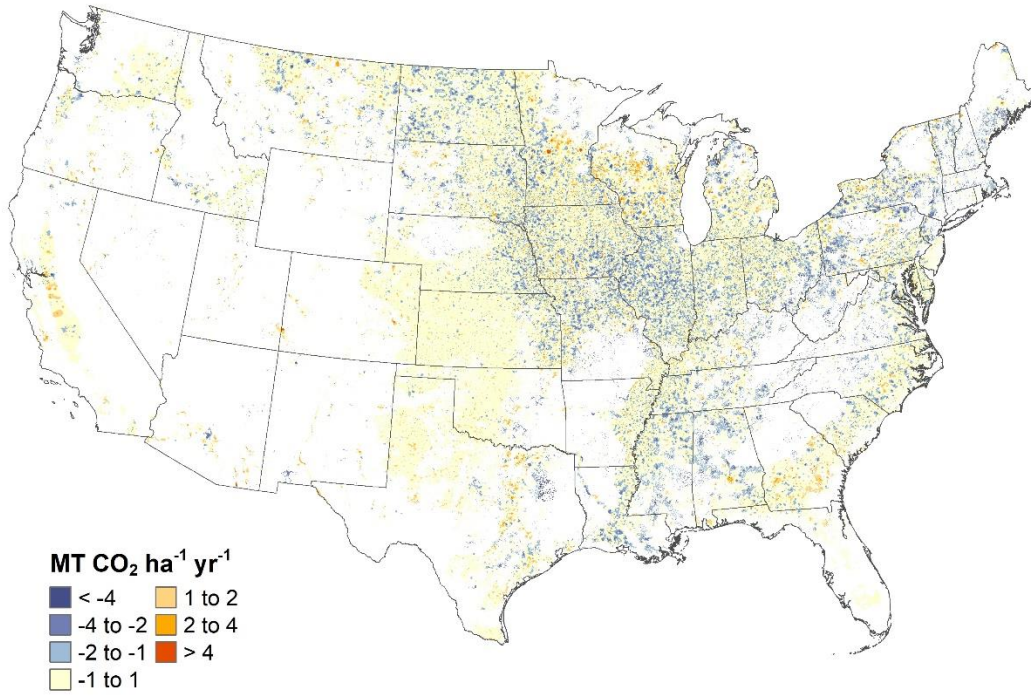 MT CO₂ ha⁻¹ yr⁻¹
< -4 1 to 2
-4 to -2 2 to 4
-2 to -1 > 4
-1 to 1